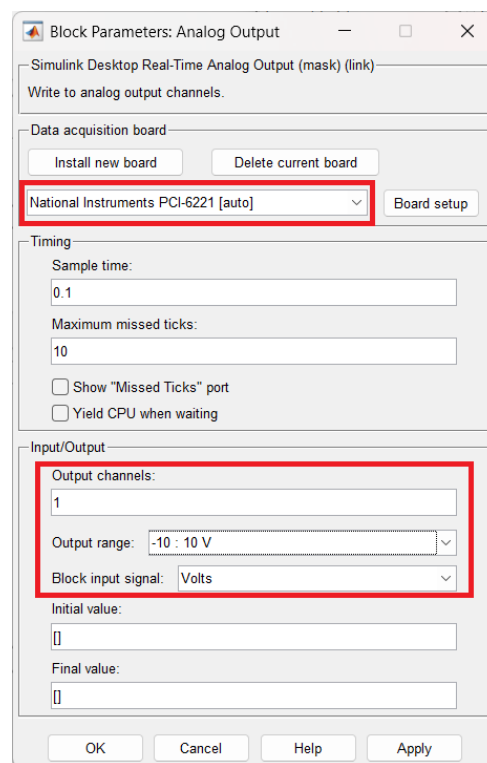 Block Parameters: Analog Output
Simulink Desktop Real-Time Analog Output (mask) (link)
Write to analog output channels.
Data acquisition board
Install new board Delete current board
National Instruments PCI-6221 [auto] Board setup
Timing
Sample time:
0.1
Maximum missed ticks:
10
Show "Missed Ticks" port
Yield CPU when waiting
Input/Output
Output channels:
1
Output range: -10 : 10 V
Block input signal: Volts
Initial value:
[]
Final value:
[]
OK Cancel Help Apply